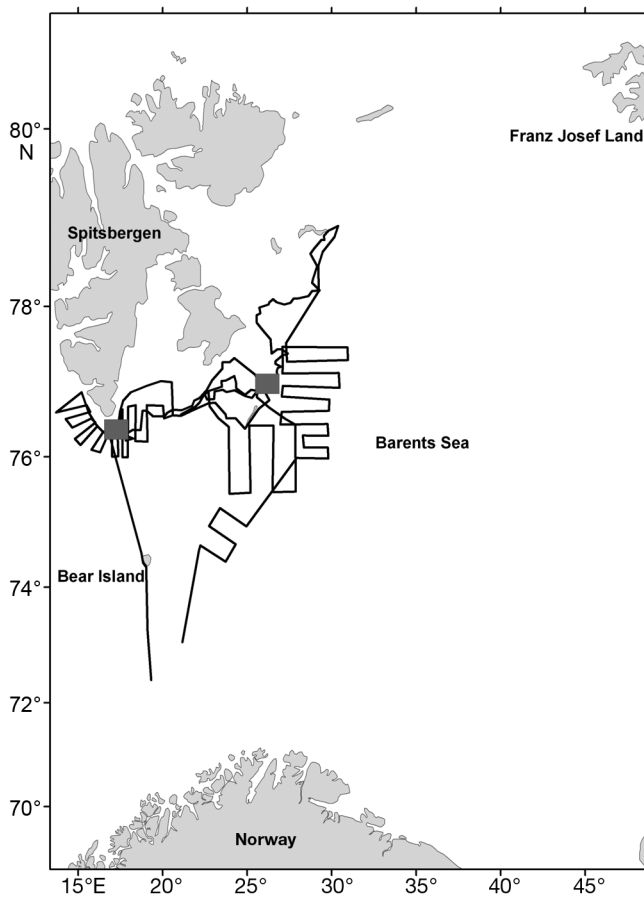 80°
N
Franz Josef Land
Spitsbergen
78°
Barents Sea
76°
Bear Island
74°
72°
70°
Norway
15°E 20° 25° 30° 35° 40° 45°